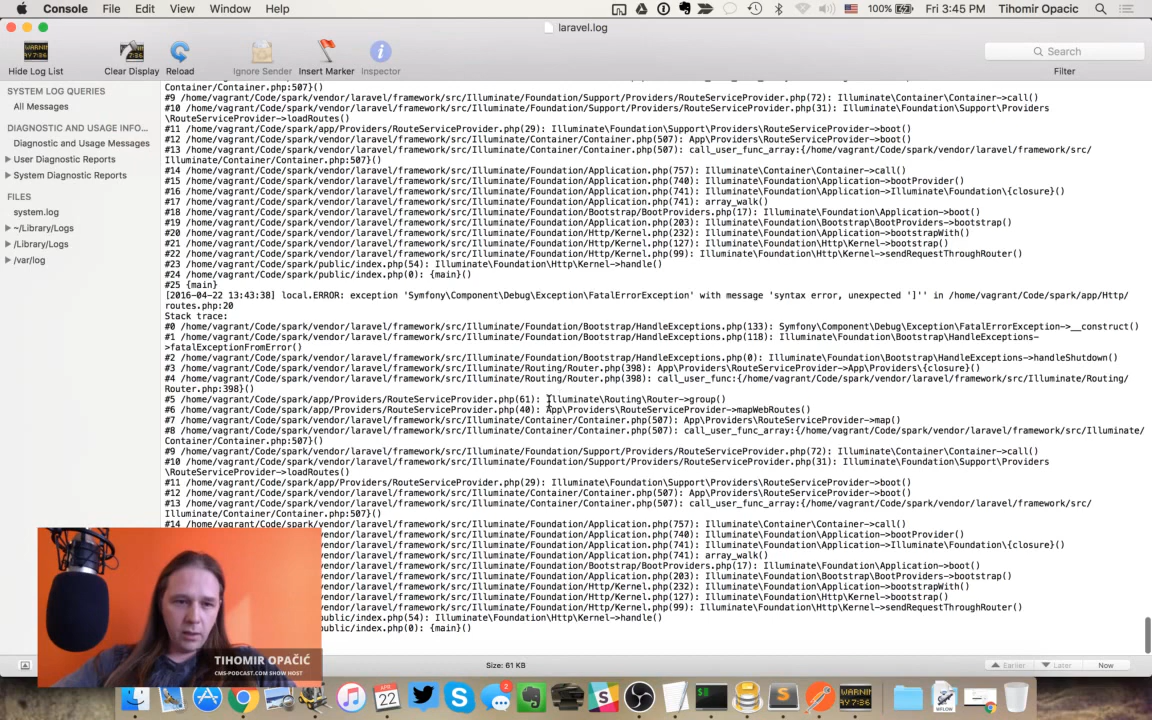 Console File Edit View Window Help 100% Fri 3:45 PM Tihomir Opacic
laravel.log
WARNIN
AY 7:36
7:36
Search
Hide Log List Clear Display Reload Ignore Sender Insert Marker Inspector Filter
SYSTEM LOG QUERIES
All Messages
DIAGNOSTIC AND USAGE INFO...
Diagnostic and Usage Messages
User Diagnostic Reports
System Diagnostic Reports
FILES
system.log
~/Library/Logs
/Library/Logs
/var/log
Container/Container.php:507}()
#9 /home/vagrant/Code/spark/vendor/laravel/framework/src/Illuminate/Foundation/Support/Providers/RouteServiceProvider.php(72): Illuminate\Container\Container->call()
#10 /home/vagrant/Code/spark/vendor/laravel/framework/src/Illuminate/Foundation/Support/Providers/RouteServiceProvider.php(31): Illuminate\Foundation\Support\Providers
\RouteServiceProvider->loadRoutes()
#11 /home/vagrant/Code/spark/app/Providers/RouteServiceProvider.php(29): Illuminate\Foundation\Support\Providers\RouteServiceProvider->boot()
#12 /home/vagrant/Code/spark/vendor/laravel/framework/src/Illuminate/Container/Container.php(507): App\Providers\RouteServiceProvider->boot()
#13 /home/vagrant/Code/spark/vendor/laravel/framework/src/Illuminate/Container/Container.php(507): call_user_func_array:{/home/vagrant/Code/spark/vendor/laravel/framework/src/
Illuminate/Container/Container.php:507}()
#14 /home/vagrant/Code/spark/vendor/laravel/framework/src/Illuminate/Foundation/Application.php(757): Illuminate\Container\Container->call()
#15 /home/vagrant/Code/spark/vendor/laravel/framework/src/Illuminate/Foundation/Application.php(740): Illuminate\Foundation\Application->bootProvider()
#16 /home/vagrant/Code/spark/vendor/laravel/framework/src/Illuminate/Foundation/Application.php(741): Illuminate\Foundation\Application->Illuminate\Foundation\{closure}()
#17 /home/vagrant/Code/spark/vendor/laravel/framework/src/Illuminate/Foundation/Application.php(741): array_walk()
#18 /home/vagrant/Code/spark/vendor/laravel/framework/src/Illuminate/Foundation/Bootstrap/BootProviders.php(17): Illuminate\Foundation\Application->boot()
#19 /home/vagrant/Code/spark/vendor/laravel/framework/src/Illuminate/Foundation/Application.php(203): Illuminate\Foundation\Bootstrap\BootProviders->bootstrap()
#20 /home/vagrant/Code/spark/vendor/laravel/framework/src/Illuminate/Foundation/Http/Kernel.php(232): Illuminate\Foundation\Application->bootstrapWith()
#21 /home/vagrant/Code/spark/vendor/laravel/framework/src/Illuminate/Foundation/Http/Kernel.php(127): Illuminate\Foundation\Http\Kernel->bootstrap()
#22 /home/vagrant/Code/spark/vendor/laravel/framework/src/Illuminate/Foundation/Http/Kernel.php(99): Illuminate\Foundation\Http\Kernel->sendRequestThroughRouter()
#23 /home/vagrant/Code/spark/public/index.php(54): Illuminate\Foundation\Http\Kernel->handle()
#24 /home/vagrant/Code/spark/public/index.php(0): {main}()
#25 {main}
[2016-04-22 13:43:38] local.ERROR: exception 'Symfony\Component\Debug\Exception\FatalErrorException' with message 'syntax error, unexpected ']'' in /home/vagrant/Code/spark/app/Http/
routes.php:20
Stack trace:
#0 /home/vagrant/Code/spark/vendor/laravel/framework/src/Illuminate/Foundation/Bootstrap/HandleExceptions.php(133): Symfony\Component\Debug\Exception\FatalErrorException->__construct()
#1 /home/vagrant/Code/spark/vendor/laravel/framework/src/Illuminate/Foundation/Bootstrap/HandleExceptions.php(118): Illuminate\Foundation\Bootstrap\HandleExceptions-
>fatalExceptionFromError()
#2 /home/vagrant/Code/spark/vendor/laravel/framework/src/Illuminate/Foundation/Bootstrap/HandleExceptions.php(0): Illuminate\Foundation\Bootstrap\HandleExceptions->handleShutdown()
#3 /home/vagrant/Code/spark/vendor/laravel/framework/src/Illuminate/Routing/Router.php(398): App\Providers\RouteServiceProvider->App\Providers\{closure}()
#4 /home/vagrant/Code/spark/vendor/laravel/framework/src/Illuminate/Routing/Router.php(398): call_user_func:{/home/vagrant/Code/spark/vendor/laravel/framework/src/Illuminate/Routing/
Router.php:398}()
#5 /home/vagrant/Code/spark/app/Providers/RouteServiceProvider.php(61): Illuminate\Routing\Router->group()
#6 /home/vagrant/Code/spark/app/Providers/RouteServiceProvider.php(40): App\Providers\RouteServiceProvider->mapWebRoutes()
#7 /home/vagrant/Code/spark/vendor/laravel/framework/src/Illuminate/Container/Container.php(507): App\Providers\RouteServiceProvider->map()
#8 /home/vagrant/Code/spark/vendor/laravel/framework/src/Illuminate/Container/Container.php(507): call_user_func_array:{/home/vagrant/Code/spark/vendor/laravel/framework/src/Illuminate/
Container/Container.php:507}()
#9 /home/vagrant/Code/spark/vendor/laravel/framework/src/Illuminate/Foundation/Support/Providers/RouteServiceProvider.php(72): Illuminate\Container\Container->call()
#10 /home/vagrant/Code/spark/vendor/laravel/framework/src/Illuminate/Foundation/Support/Providers/RouteServiceProvider.php(31): Illuminate\Foundation\Support\Providers
\RouteServiceProvider->loadRoutes()
#11 /home/vagrant/Code/spark/app/Providers/RouteServiceProvider.php(29): Illuminate\Foundation\Support\Providers\RouteServiceProvider->boot()
#12 /home/vagrant/Code/spark/vendor/laravel/framework/src/Illuminate/Container/Container.php(507): App\Providers\RouteServiceProvider->boot()
#13 /home/vagrant/Code/spark/vendor/laravel/framework/src/Illuminate/Container/Container.php(507): call_user_func_array:{/home/vagrant/Code/spark/vendor/laravel/framework/src/
Illuminate/Container/Container.php:507}()
#14 /home/vagrant/Code/spark/vendor/laravel/framework/src/Illuminate/Foundation/Application.php(757): Illuminate\Container\Container->call()
/vendor/laravel/framework/src/Illuminate/Foundation/Application.php(740): Illuminate\Foundation\Application->bootProvider()
/vendor/laravel/framework/src/Illuminate/Foundation/Application.php(741): Illuminate\Foundation\Application->Illuminate\Foundation\{closure}()
/vendor/laravel/framework/src/Illuminate/Foundation/Application.php(741): array_walk()
/vendor/laravel/framework/src/Illuminate/Foundation/Bootstrap/BootProviders.php(17): Illuminate\Foundation\Application->boot()
/vendor/laravel/framework/src/Illuminate/Foundation/Application.php(203): Illuminate\Foundation\Bootstrap\BootProviders->bootstrap()
/vendor/laravel/framework/src/Illuminate/Foundation/Http/Kernel.php(232): Illuminate\Foundation\Application->bootstrapWith()
/vendor/laravel/framework/src/Illuminate/Foundation/Http/Kernel.php(127): Illuminate\Foundation\Http\Kernel->bootstrap()
/vendor/laravel/framework/src/Illuminate/Foundation/Http/Kernel.php(99): Illuminate\Foundation\Http\Kernel->sendRequestThroughRouter()
/public/index.php(54): Illuminate\Foundation\Http\Kernel->handle()
/public/index.php(0): {main}()
TIHOMIR OPAČIĆ
CMS-PODCAST.COM SHOW HOST
Size: 61 KB
Earlier Later Now
APR
22
2
WARNIN
AY 7:36